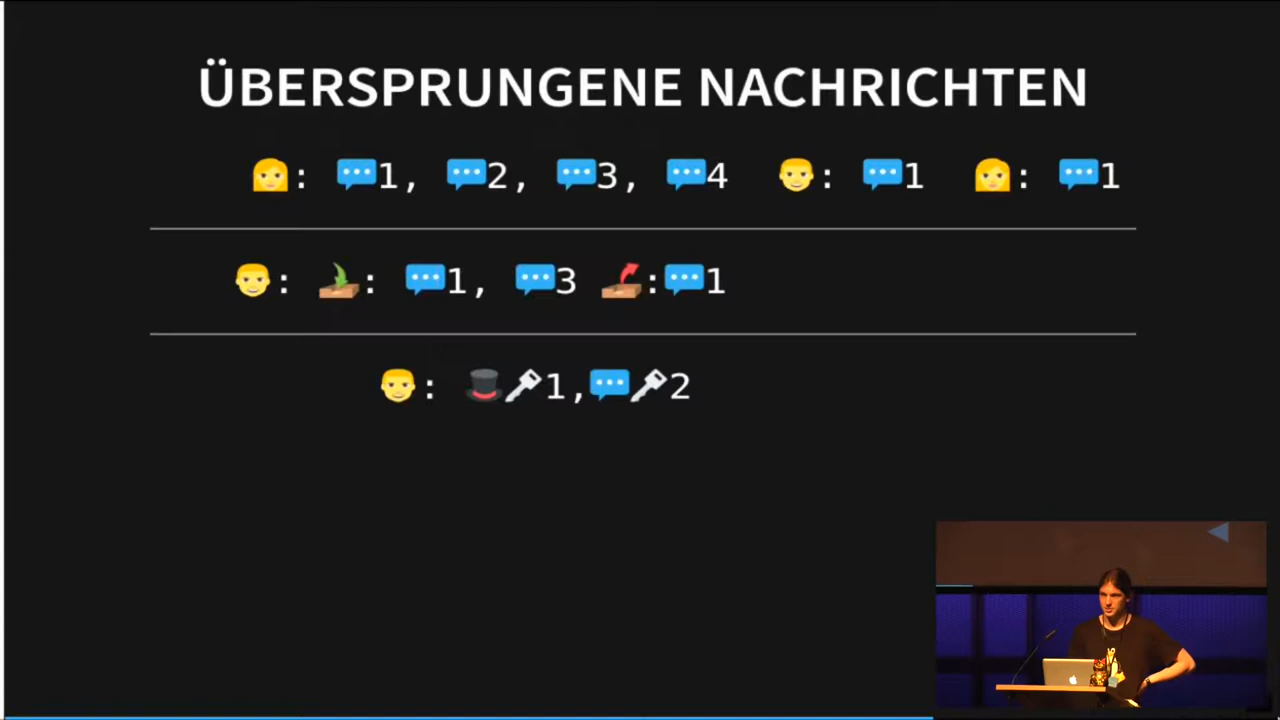 ÜBERSPRUNGENE NACHRICHTEN
👩: 💬1, 💬2, 💬3, 💬4 👨: 💬1 👩: 💬1
👨: 📥: 💬1, 💬3 📤:💬1
👨: 🎩🔑1,💬🔑2